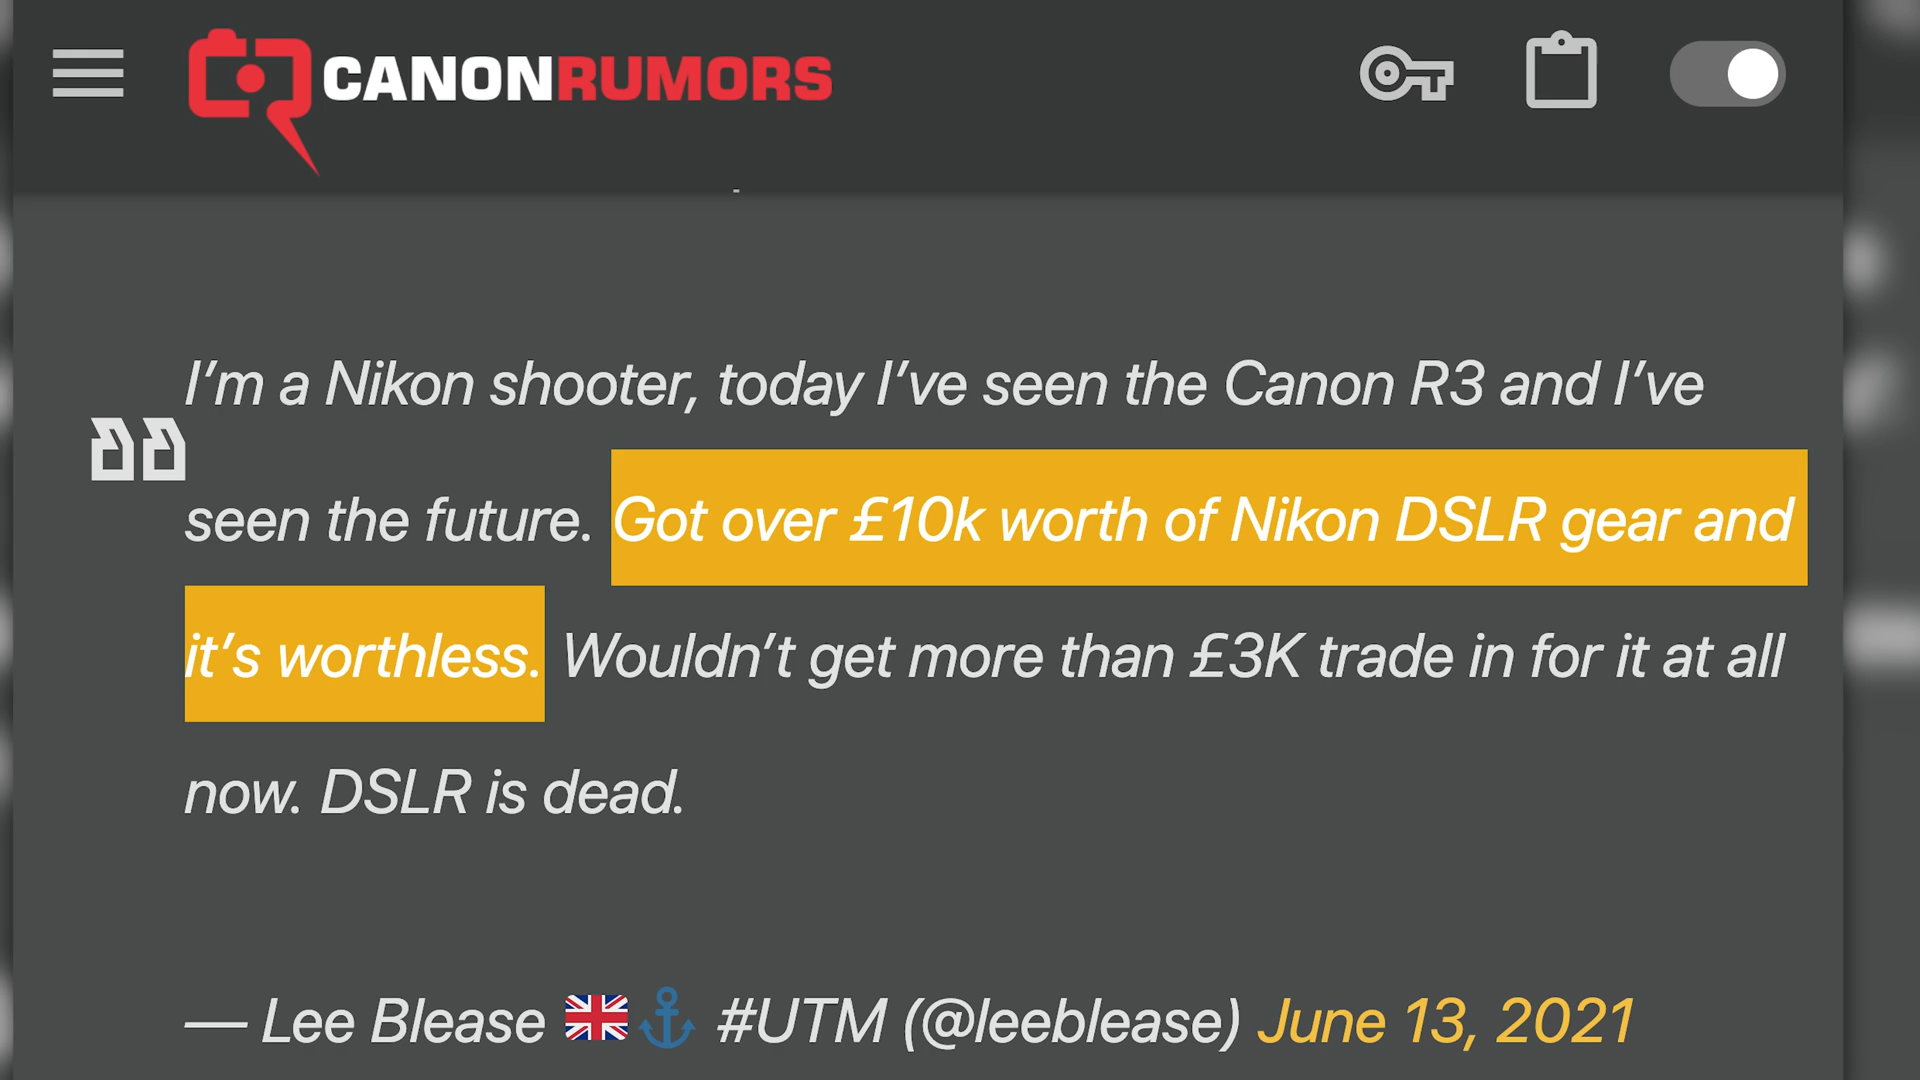 CANONRUMORS
I’m a Nikon shooter, today I’ve seen the Canon R3 and I’ve
seen the future. Got over £10k worth of Nikon DSLR gear and
it’s worthless. Wouldn’t get more than £3K trade in for it at all
now. DSLR is dead.
— Lee Blease 🇬🇧⚓ #UTM (@leeblease) June 13, 2021